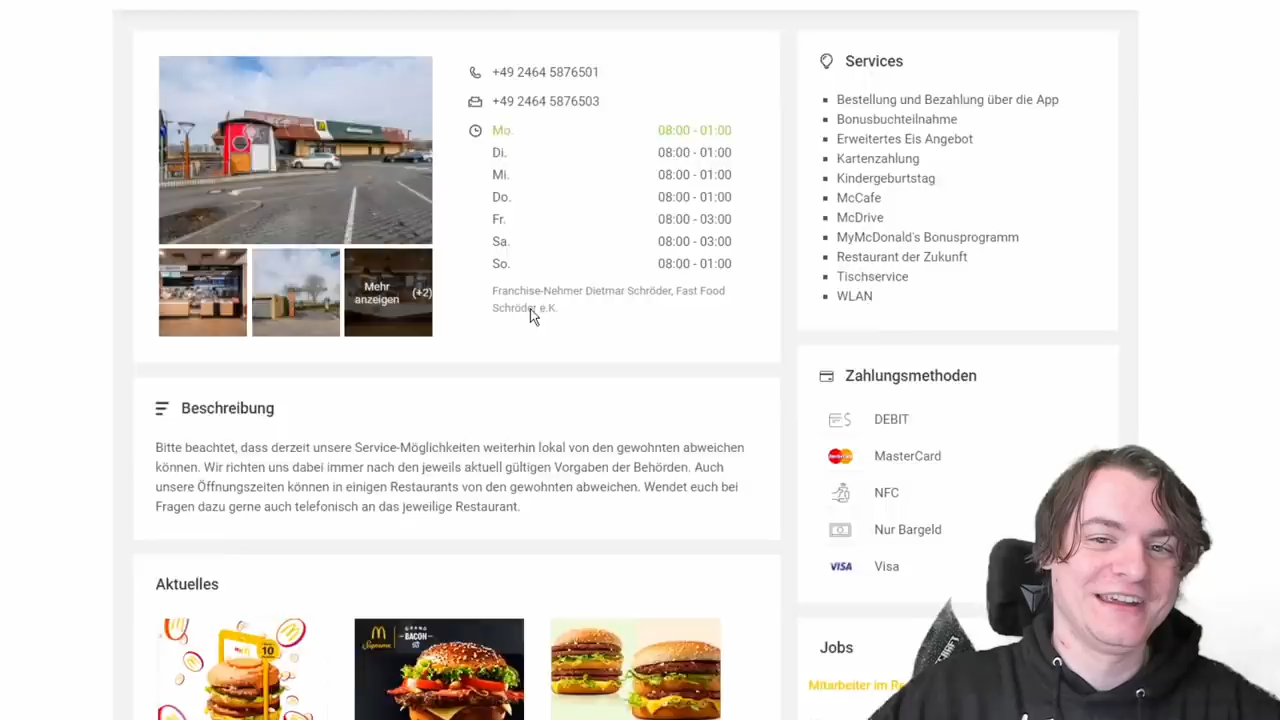 +49 2464 5876501
+49 2464 5876503
Mo. 08:00 - 01:00
Di. 08:00 - 01:00
Mi. 08:00 - 01:00
Do. 08:00 - 01:00
Fr. 08:00 - 03:00
Sa. 08:00 - 03:00
So. 08:00 - 01:00
Franchise-Nehmer Dietmar Schröder, Fast Food
Schröder e.K.
Mehr
anzeigen (+2)
Beschreibung
Bitte beachtet, dass derzeit unsere Service-Möglichkeiten weiterhin lokal von den gewohnten abweichen
können. Wir richten uns dabei immer nach den jeweils aktuell gültigen Vorgaben der Behörden. Auch
unsere Öffnungszeiten können in einigen Restaurants von den gewohnten abweichen. Wendet euch bei
Fragen dazu gerne auch telefonisch an das jeweilige Restaurant.
Aktuelles
10
GRAND
BACON
Services
Bestellung und Bezahlung über die App
Bonusbuchteilnahme
Erweitertes Eis Angebot
Kartenzahlung
Kindergeburtstag
McCafe
McDrive
MyMcDonald's Bonusprogramm
Restaurant der Zukunft
Tischservice
WLAN
Zahlungsmethoden
DEBIT
MasterCard
NFC
Nur Bargeld
VISA Visa
Jobs
Mitarbeiter im